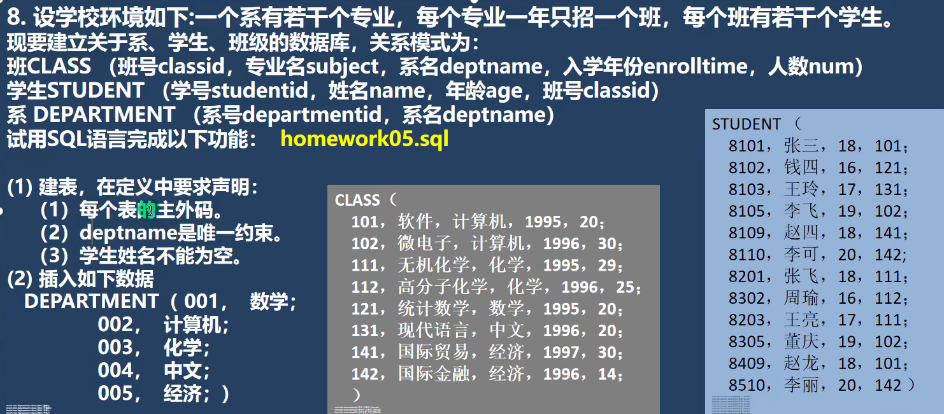 8. 设学校环境如下:一个系有若干个专业，每个专业一年只招一个班，每个班有若干个学生。
现要建立关于系、学生、班级的数据库，关系模式为：
班CLASS （班号classid，专业名subject，系名deptname，入学年份enrolltime，人数num）
学生STUDENT （学号studentid，姓名name，年龄age，班号classid）
系 DEPARTMENT （系号departmentid，系名deptname）
试用SQL语言完成以下功能： homework05.sql
(1) 建表，在定义中要求声明：
（1）每个表的主外码。
（2）deptname是唯一约束。
（3）学生姓名不能为空。
(2) 插入如下数据
DEPARTMENT（ 001， 数学；
002， 计算机；
003， 化学；
004， 中文；
005， 经济；）
CLASS（
101，软件，计算机，1995，20；
102，微电子，计算机，1996，30；
111，无机化学，化学，1995，29；
112，高分子化学，化学，1996，25；
121，统计数学，数学，1995，20；
131，现代语言，中文，1996，20；
141，国际贸易，经济，1997，30；
142，国际金融，经济，1996，14；
）
STUDENT （
8101，张三，18，101；
8102，钱四，16，121；
8103，王玲，17，131；
8105，李飞，19，102；
8109，赵四，18，141；
8110，李可，20，142;
8201，张飞，18，111；
8302，周瑜，16，112；
8203，王亮，17，111；
8305，董庆，19，102；
8409，赵龙，18，101；
8510，李丽，20，142 ）